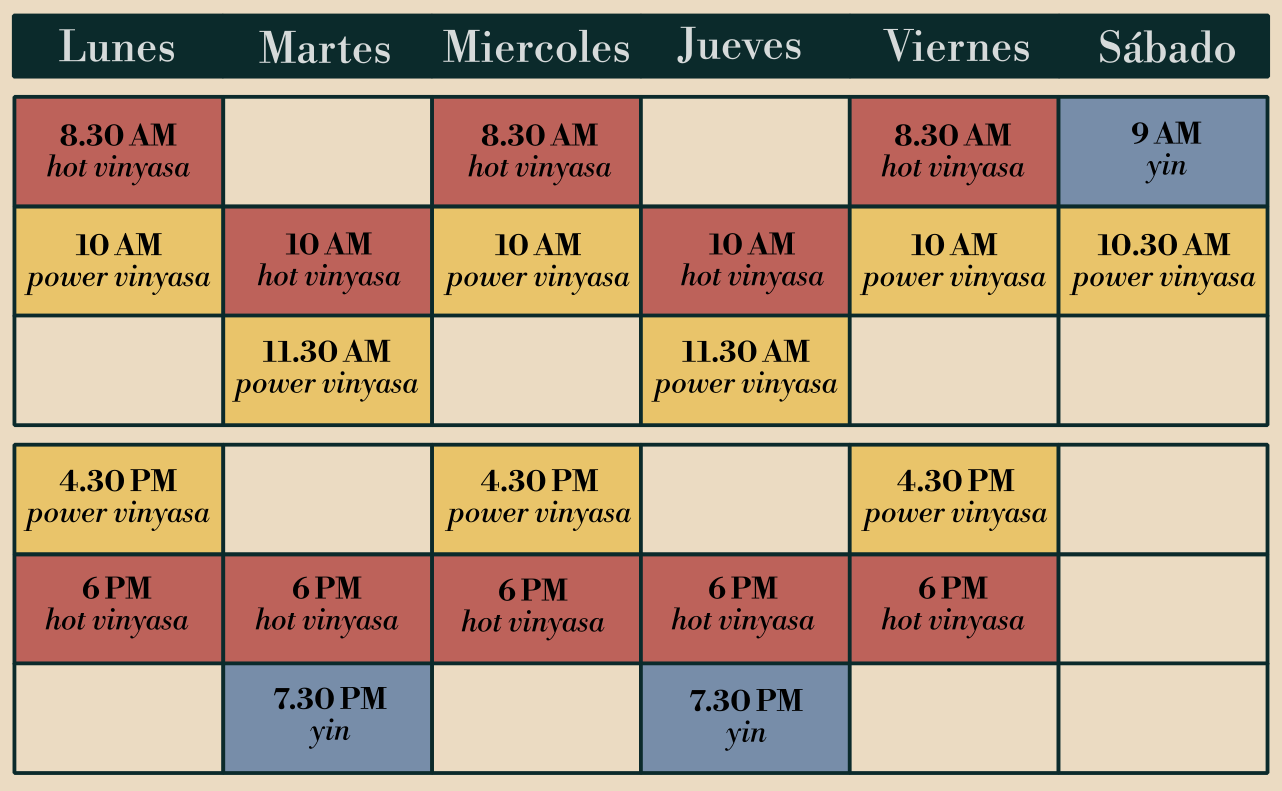 Lunes Martes Miercoles Jueves Viernes Sábado
8.30 AM 8.30 AM 8.30 AM 9 AM
hot vinyasa hot vinyasa hot vinyasa yin
10 AM 10 AM 10 AM 10 AM 10 AM 10.30 AM
power vinyasa hot vinyasa power vinyasa hot vinyasa power vinyasa power vinyasa
11.30 AM 11.30 AM
power vinyasa power vinyasa
4.30 PM 4.30 PM 4.30 PM
power vinyasa power vinyasa power vinyasa
6 PM 6 PM 6 PM 6 PM 6 PM
hot vinyasa hot vinyasa hot vinyasa hot vinyasa hot vinyasa
7.30 PM 7.30 PM
yin yin